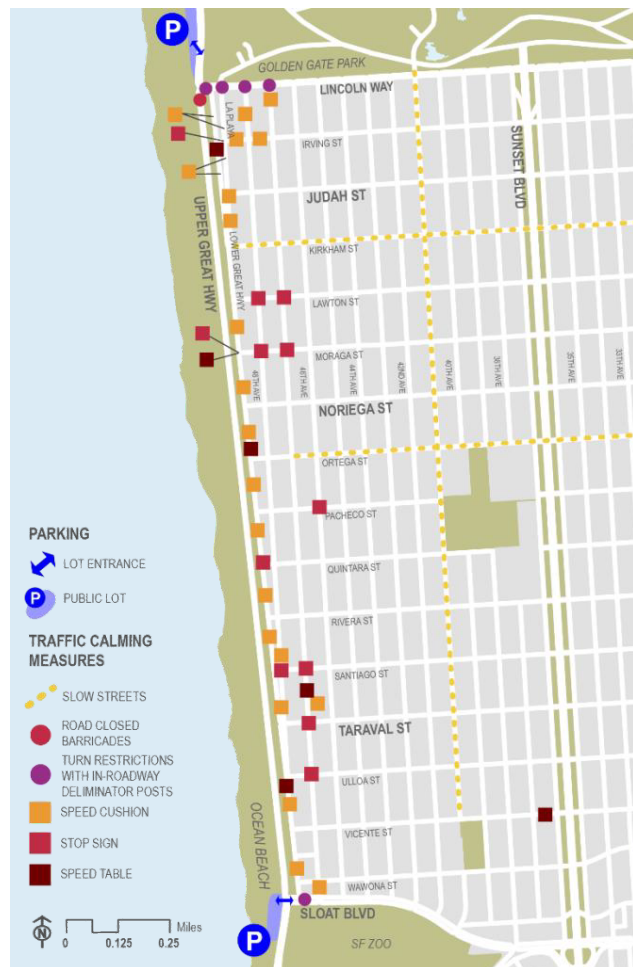 P
GOLDEN GATE PARK
LINCOLN WAY
LA PLAYA
IRVING ST
SUNSET BLVD
JUDAH ST
UPPER GREAT HWY
LOWER GREAT HWY
KIRKHAM ST
LAWTON ST
MORAGA ST
48TH AVE
46TH AVE
44TH AVE
42ND AVE
40TH AVE
38TH AVE
35TH AVE
33TH AVE
NORIEGA ST
ORTEGA ST
PACHECO ST
QUINTARA ST
RIVERA ST
SANTIAGO ST
TARAVAL ST
ULLOA ST
VICENTE ST
WAWONA ST
OCEAN BEACH
SLOAT BLVD
SF ZOO
P
PARKING
LOT ENTRANCE
P PUBLIC LOT
TRAFFIC CALMING
MEASURES
SLOW STREETS
ROAD CLOSED
BARRICADES
TURN RESTRICTIONS
WITH IN-ROADWAY
DELIMINATOR POSTS
SPEED CUSHION
STOP SIGN
SPEED TABLE
N
Miles
0 0.125 0.25